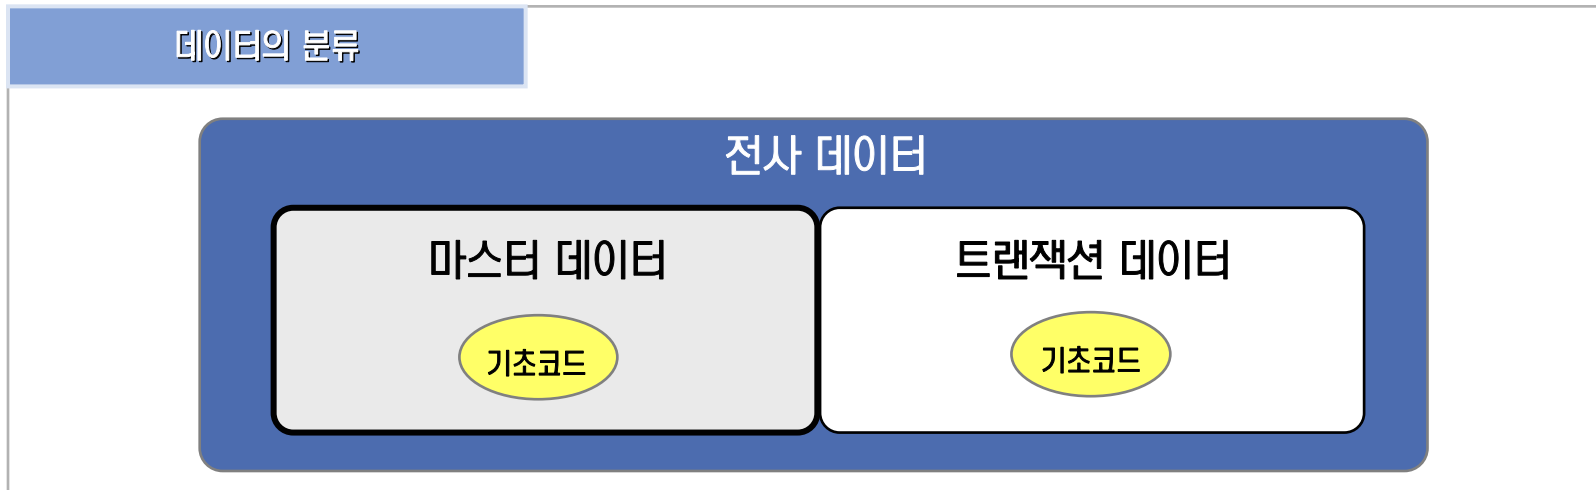 데이터의 분류
전사 데이터
마스터 데이터
트랜잭션 데이터
기초코드
기초코드